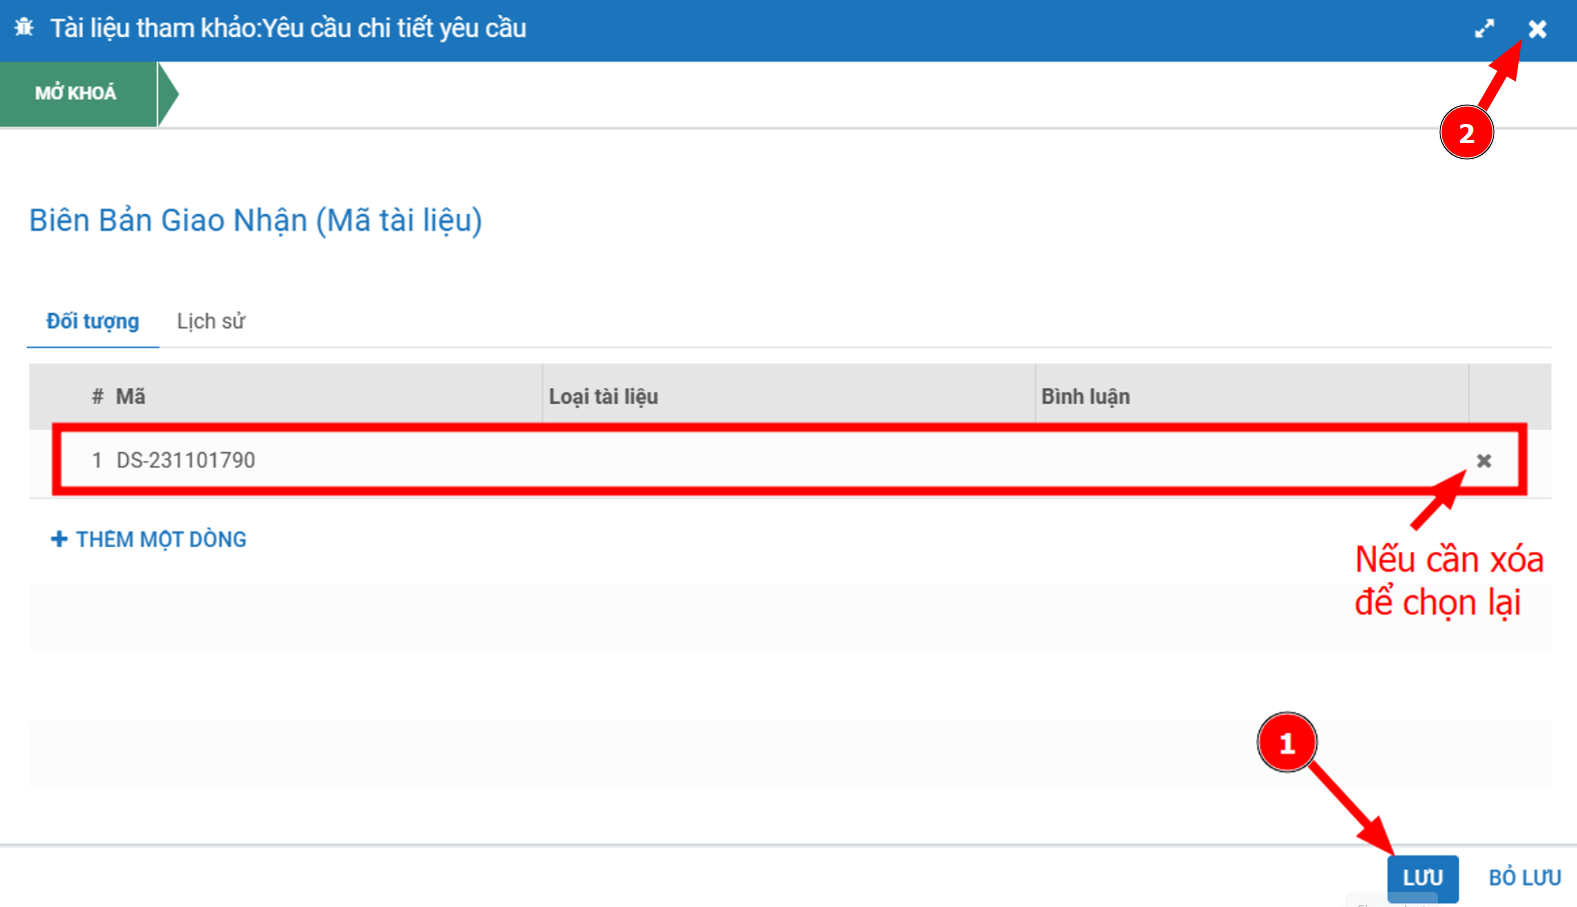 Tài liệu tham khảo:Yêu cầu chi tiết yêu cầu
MỞ KHOÁ
2
Biên Bản Giao Nhận (Mã tài liệu)
Đối tượng Lịch sử
# Mã Loại tài liệu Bình luận
1 DS-231101790
THÊM MỘT DÒNG
Nếu cần xóa
để chọn lại
1
LƯU BỎ LƯU